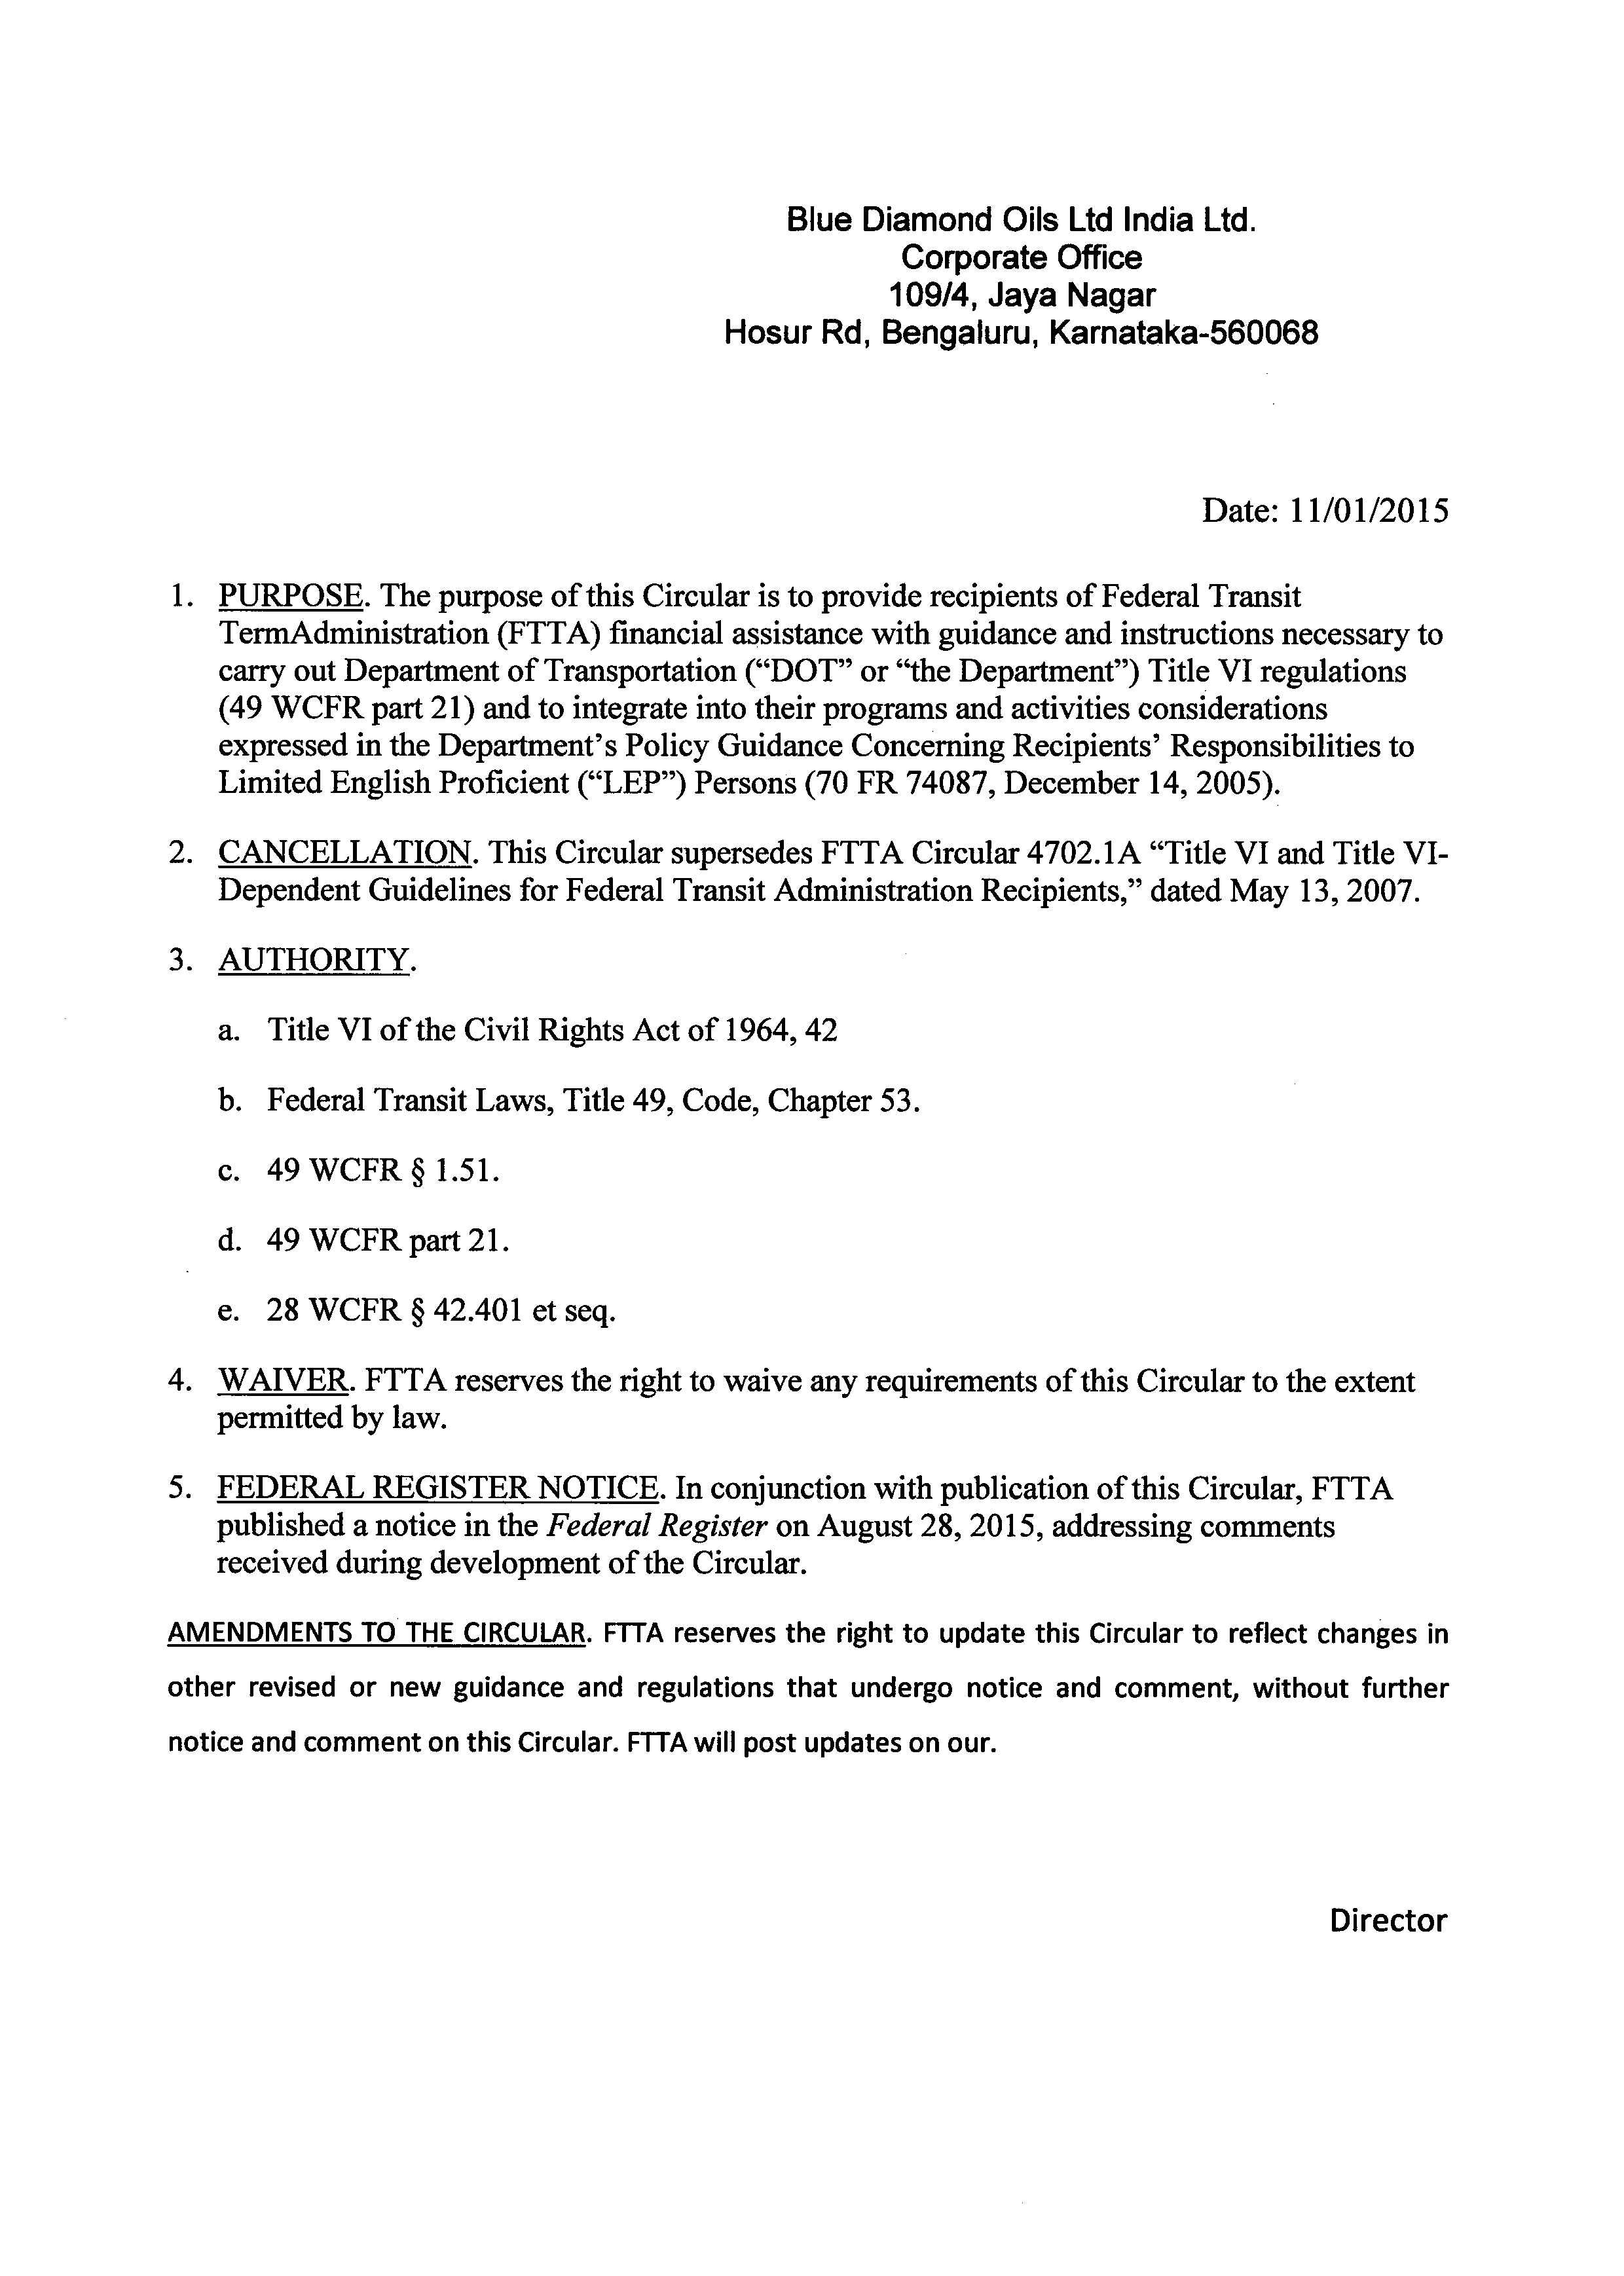 Blue Diamond Oils Ltd India Ltd.
Corporate Office
109/4, Jaya Nagar
Hosur Rd, Bengaluru, Karnataka-560068
Date: 11/01/2015
1. PURPOSE. The purpose of this Circular is to provide recipients of Federal Transit
TermAdministration (FTTA) financial assistance with guidance and instructions necessary to
carry out Department of Transportation (“DOT” or “the Department”) Title VI regulations
(49 WCFR part 21) and to integrate into their programs and activities considerations
expressed in the Department’s Policy Guidance Concerning Recipients’ Responsibilities to
Limited English Proficient (“LEP”) Persons (70 FR 74087, December 14, 2005).
2. CANCELLATION. This Circular supersedes FTTA Circular 4702.1A “Title VI and Title VI-
Dependent Guidelines for Federal Transit Administration Recipients,” dated May 13, 2007.
3. AUTHORITY.
a. Title VI of the Civil Rights Act of 1964, 42
b. Federal Transit Laws, Title 49, Code, Chapter 53.
c. 49 WCFR § 1.51.
d. 49 WCFR part 21.
e. 28 WCFR § 42.401 et seq.
4. WAIVER. FTTA reserves the right to waive any requirements of this Circular to the extent
permitted by law.
5. FEDERAL REGISTER NOTICE. In conjunction with publication of this Circular, FTTA
published a notice in the Federal Register on August 28, 2015, addressing comments
received during development of the Circular.
AMENDMENTS TO THE CIRCULAR. FTTA reserves the right to update this Circular to reflect changes in
other revised or new guidance and regulations that undergo notice and comment, without further
notice and comment on this Circular. FTTA will post updates on our.
Director